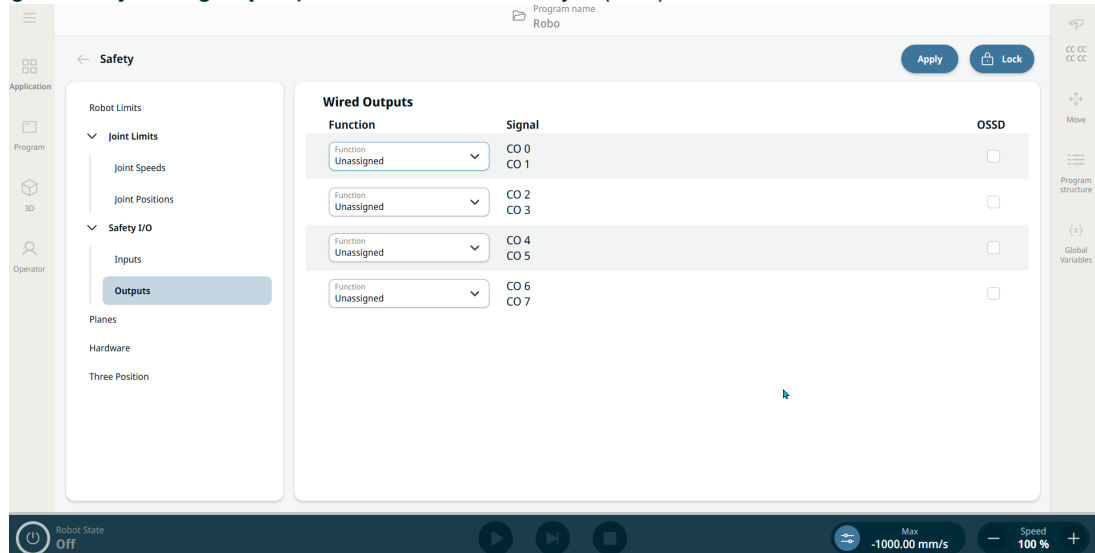 Program name
Robo
Safety
Apply
Lock
CC CC
CC CC
Application
Program
3D
Operator
Robot Limits
Joint Limits
Joint Speeds
Joint Positions
Safety I/O
Inputs
Outputs
Planes
Hardware
Three Position
Wired Outputs
Function Signal OSSD
Function
Unassigned
CO 0
CO 1
Function
Unassigned
CO 2
CO 3
Function
Unassigned
CO 4
CO 5
Function
Unassigned
CO 6
CO 7
Move
Program
structure
{x}
Global
Variables
Robot State
Off
Max
-1000.00 mm/s
Speed
100 %